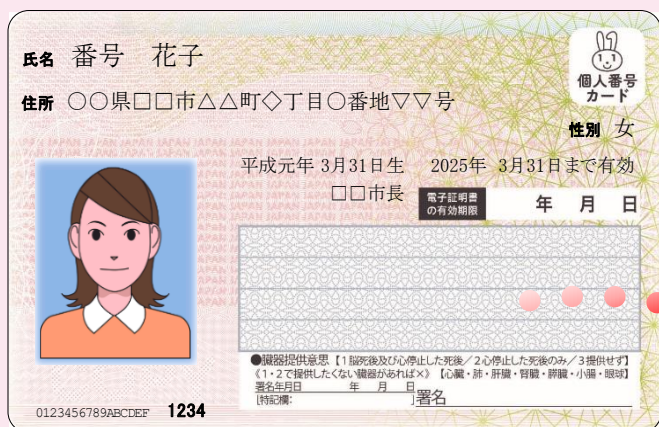 氏名 番号 花子
個人番号
カード
住所 ○○県□□市△△町◇丁目○番地▽▽号
性別 女
平成元年 3月31日生 2025年 3月31日まで有効
□□市長
電子証明書
の有効期限
年 月 日
●臓器提供意思【1脳死後及び心停止した死後/2心停止した死後のみ/3提供せず】
《1・2で提供したくない臓器があれば×》【心臓・肺・肝臓・腎臓・膵臓・小腸・眼球】
署名年月日 年 月 日
[特記欄: ]署名
0123456789ABCDEF 1234